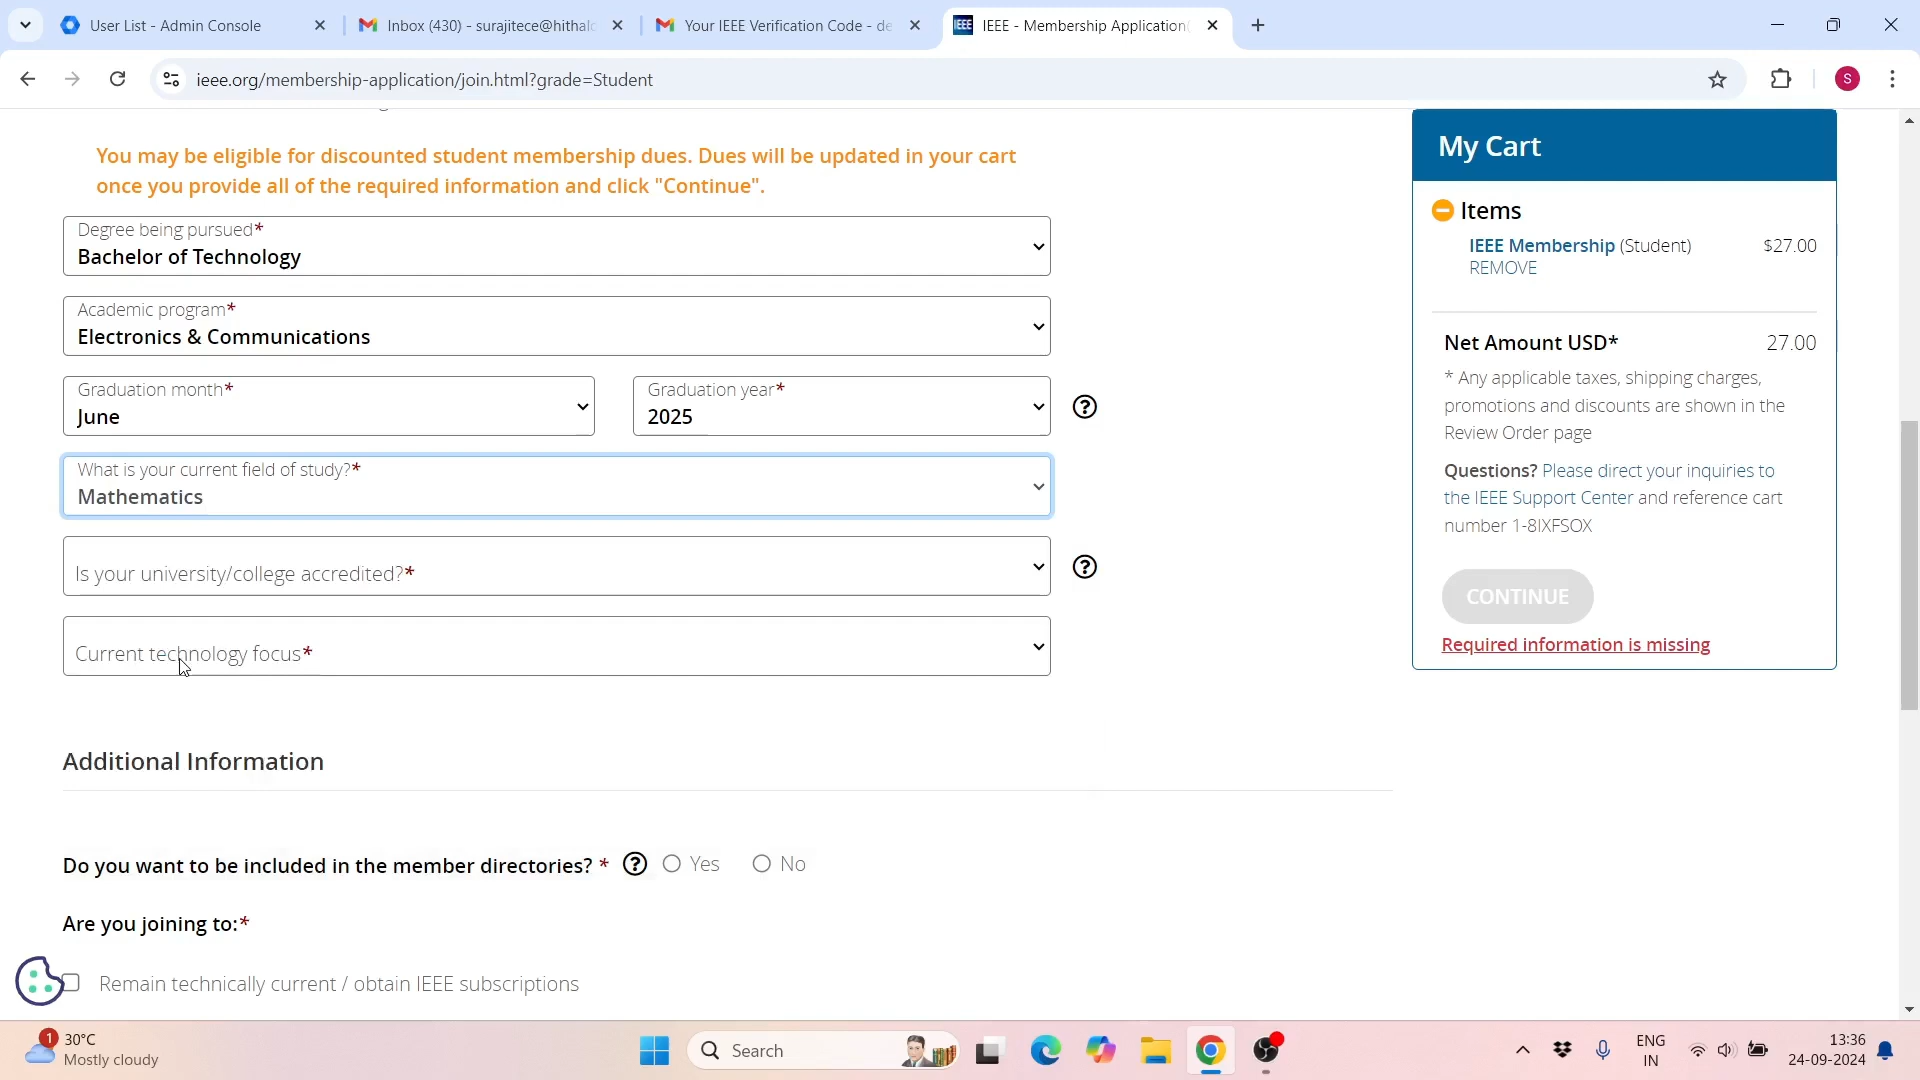 User List - Admin Console
Inbox (430) - surajitece@hithalc
Your IEEE Verification Code - de
IEEE - Membership Application
ieee.org/membership-application/join.html?grade=Student
S
You may be eligible for discounted student membership dues. Dues will be updated in your cart
once you provide all of the required information and click "Continue".
Degree being pursued*
Bachelor of Technology
Academic program*
Electronics & Communications
Graduation month*
June
Graduation year*
2025
What is your current field of study?*
Mathematics
Is your university/college accredited?*
Current technology focus*
Additional Information
Do you want to be included in the member directories? *
Yes
No
Are you joining to:*
Remain technically current / obtain IEEE subscriptions
My Cart
Items
IEEE Membership (Student) $27.00
REMOVE
Net Amount USD* 27.00
* Any applicable taxes, shipping charges,
promotions and discounts are shown in the
Review Order page
Questions? Please direct your inquiries to
the IEEE Support Center and reference cart
number 1-8IXFSOX
CONTINUE
Required information is missing
1
30°C
Mostly cloudy
Search
ENG
IN
13:36
24-09-2024